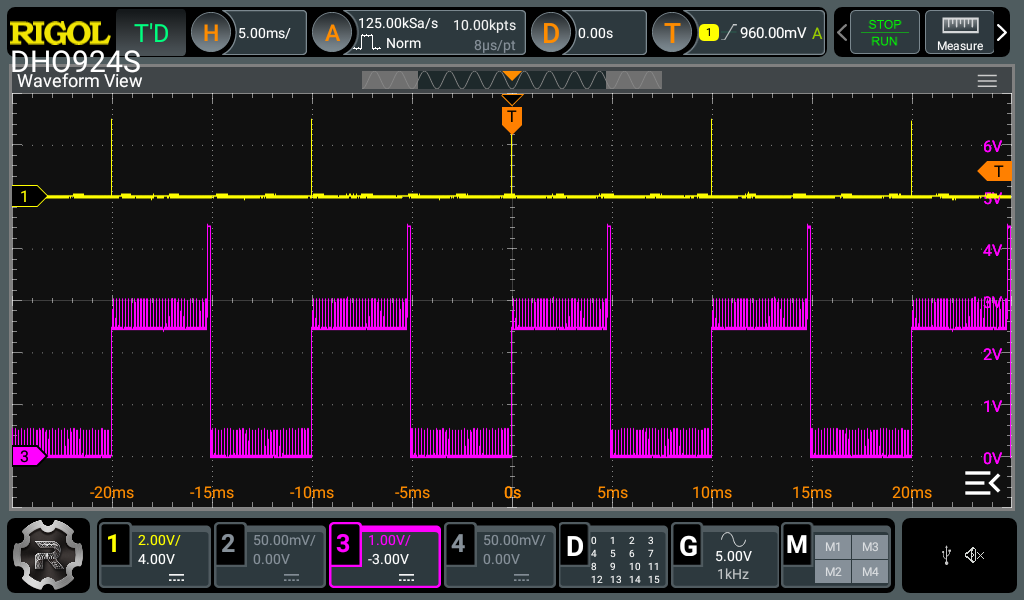 RIGOL T'D H 5.00ms/ A 125.00kSa/s 10.00kpts D 0.00s T 1 960.00mV A STOP
Norm 8µs/pt RUN Measure
DHO924S
Waveform View
T
6V
T
1
5V
4V
3V
2V
1V
3 0V
-20ms -15ms -10ms -5ms 0s 5ms 10ms 15ms 20ms
1 2.00V/ 2 50.00mV/ 3 1.00V/ 4 50.00mV/ D 0 1 2 3 G M M1 M3
4.00V 0.00V -3.00V 0.00V 4 5 6 7 5.00V
8 9 10 11 1kHz M2 M4
12 13 14 15
R